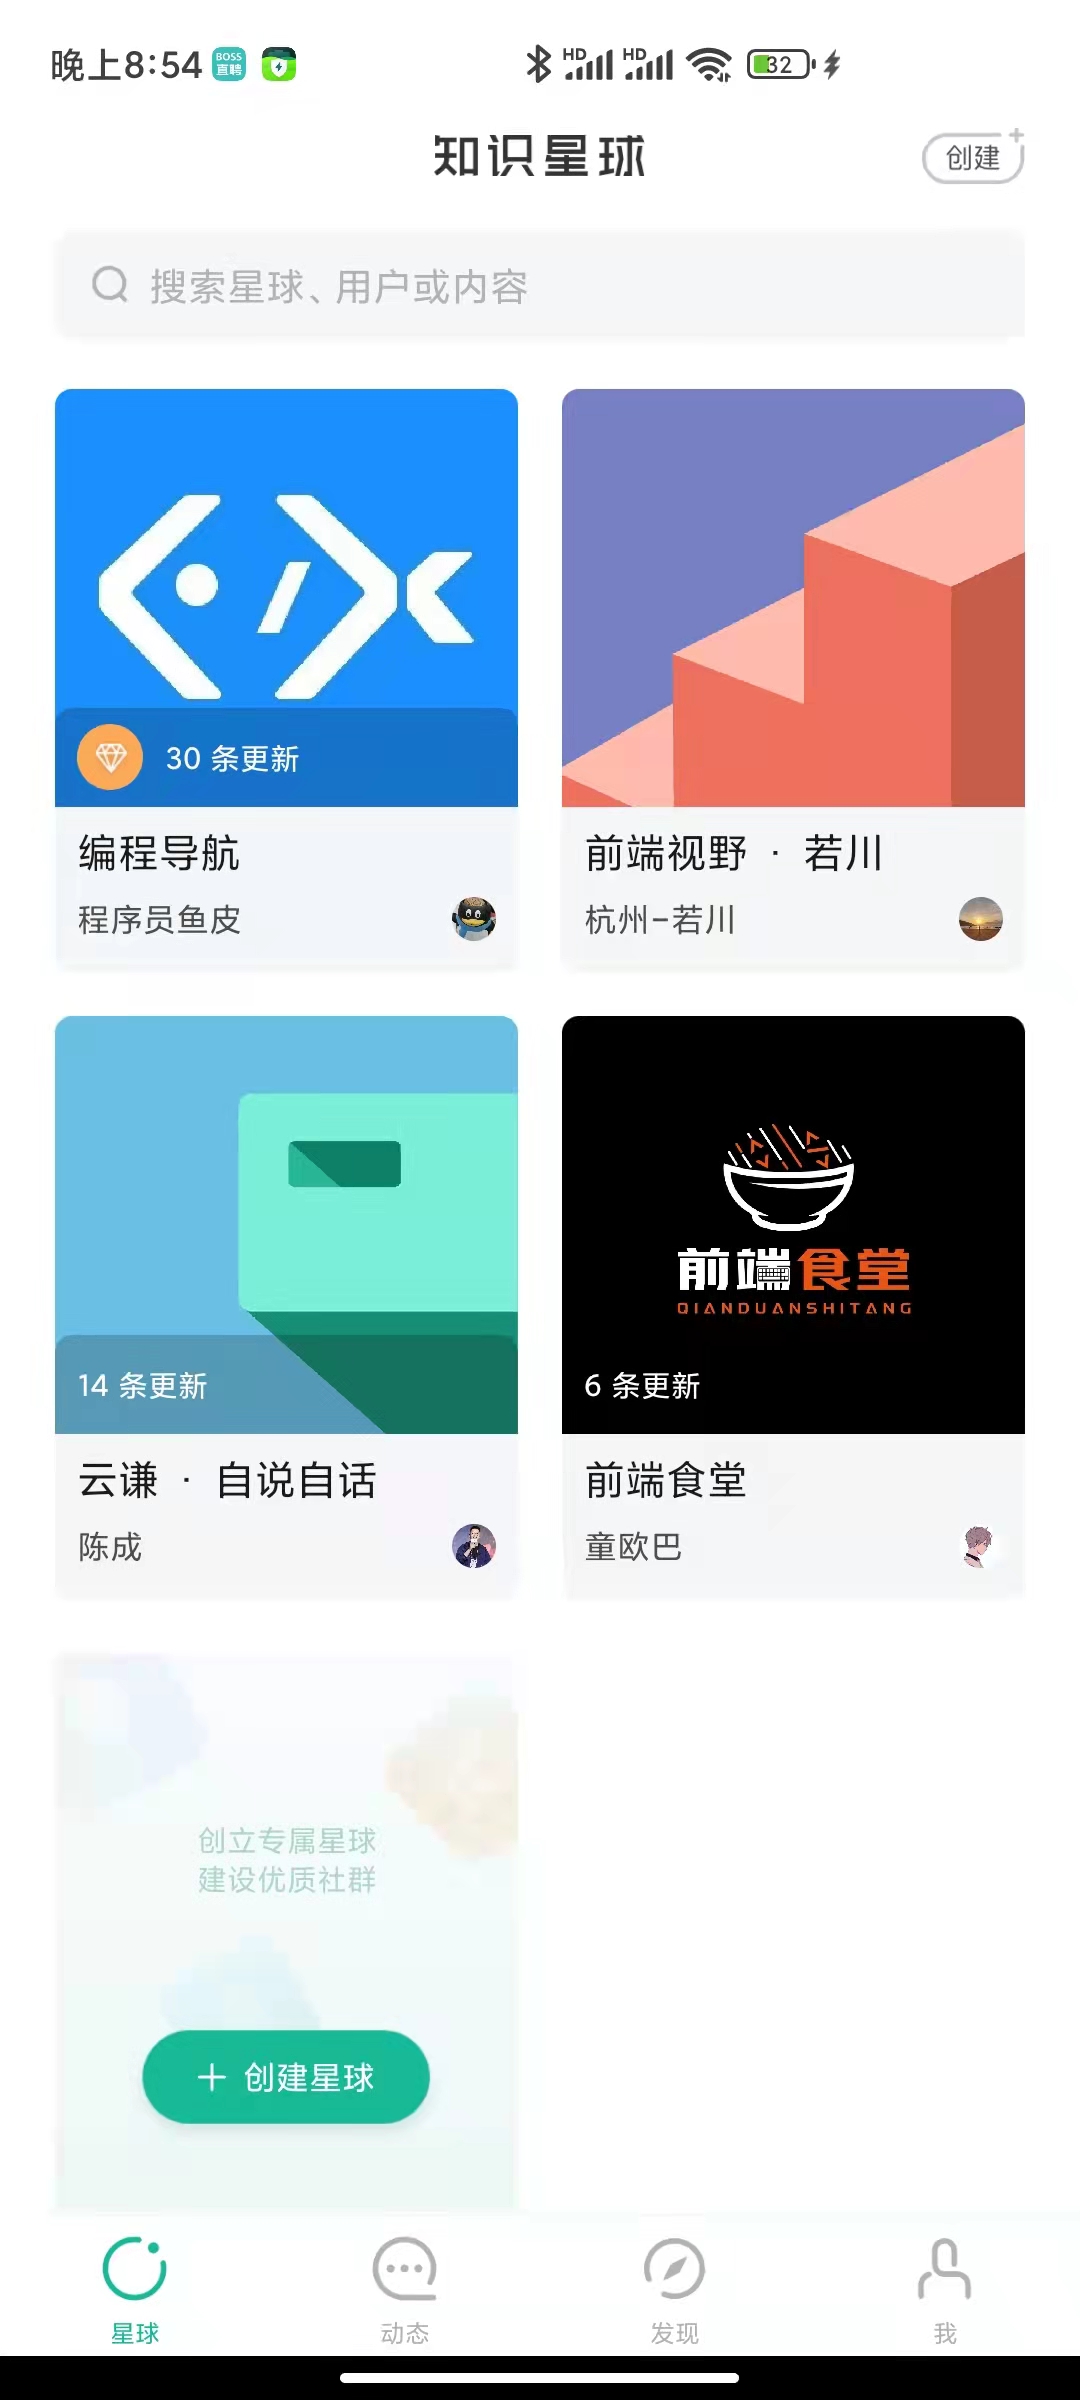 晚上8:54 BOSS直聘 HD HD 32
知识星球
创建
搜索星球、用户或内容
30 条更新
编程导航
程序员鱼皮
前端视野 · 若川
杭州-若川
14 条更新
云谦 · 自说自话
陈成
前端食堂
QIANDUANSHITANG
6 条更新
前端食堂
童欧巴
创立专属星球
建设优质社群
+ 创建星球
星球
动态
发现
我